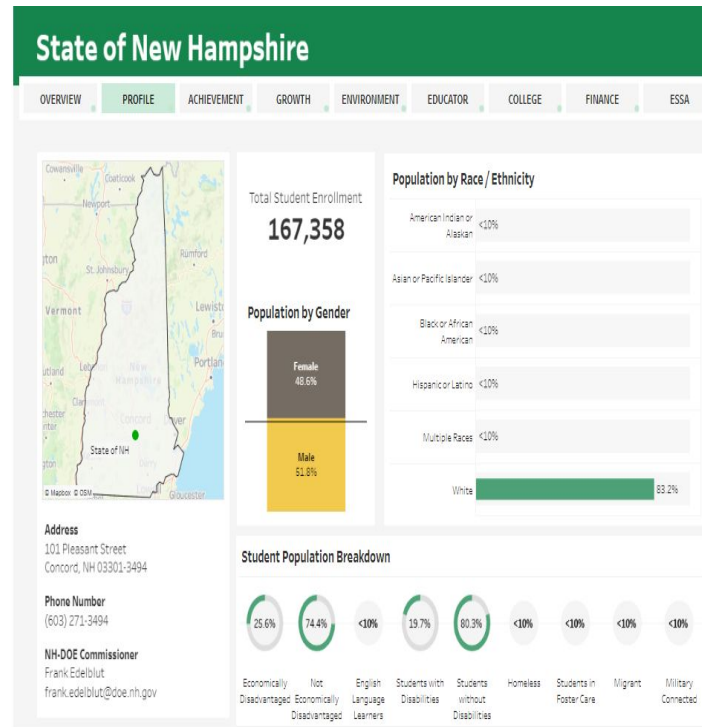 State of New Hampshire
OVERVIEW
PROFILE
ACHIEVEMENT
GROWTH
ENVIRONMENT
EDUCATOR
COLLEGE
FINANCE
ESSA
Cowansville
Coaticook
Newport
St. Johnsbury
Rumford
Vermont
Lewisto
Portlan
New
Hampshire
Concord
State of NH
© Mapbox © OSM
Gloucester
Address
101 Pleasant Street
Concord, NH 03301-3494
Phone Number
(603) 271-3494
NH-DOE Commissioner
Frank Edelblut
frank.edelblut@doe.nh.gov
Total Student Enrollment
167,358
Population by Gender
Female
48.6%
Male
51.8%
Population by Race / Ethnicity
American Indian or
Alaskan
<10%
Asian or Pacific Islander <10%
Black or African
American
<10%
Hispanic or Latino <10%
Multiple Races <10%
White 83.2%
Student Population Breakdown
25.6%
74.4%
<10%
19.7%
80.3%
<10%
<10%
<10%
<10%
Economically
Disadvantaged
Not
Economically
Disadvantaged
English
Language
Learners
Students with
Disabilities
Students
without
Disabilities
Homeless
Students in
Foster Care
Migrant
Military
Connected